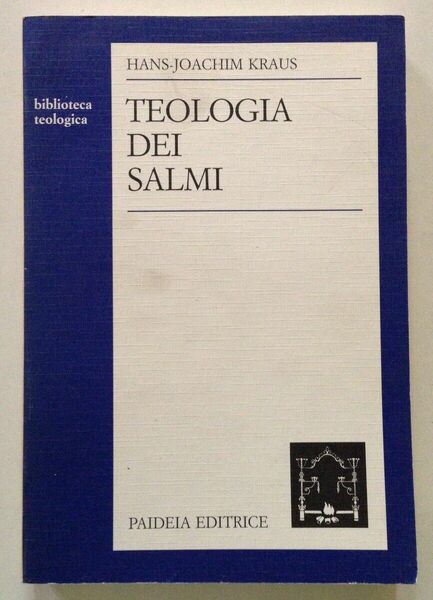 HANS-JOACHIM KRAUS
biblioteca
teologica
TEOLOGIA
DEI
SALMI
PAIDEIA EDITRICE